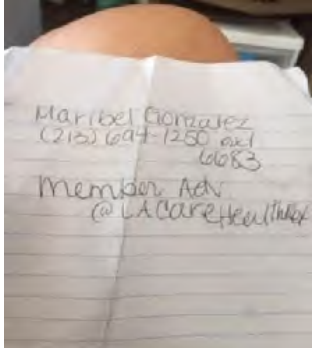 Maribel Gonzalez
(213) 694-1250 ext
6683
Member Adv
@ LA Care Health